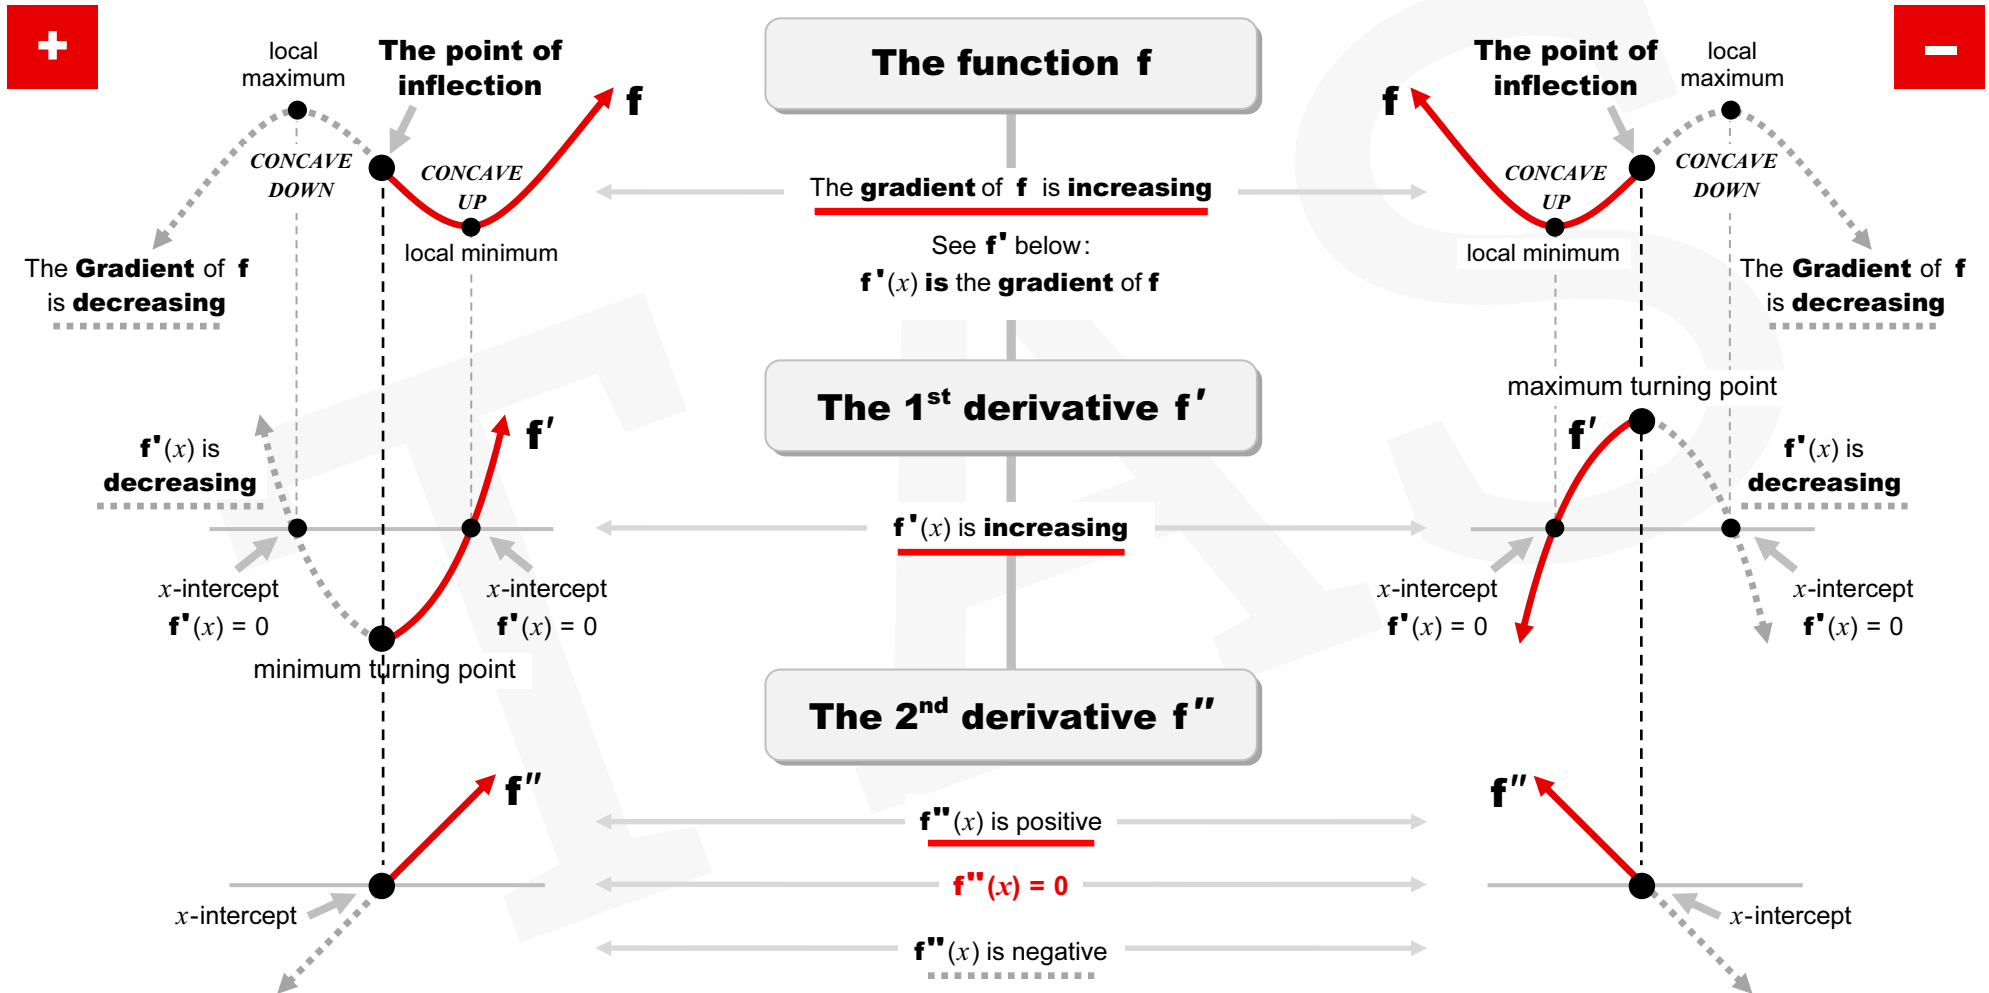 +
local
maximum
The point of
inflection
f
CONCAVE
DOWN
CONCAVE
UP
local minimum
The Gradient of f
is decreasing
The function f
The gradient of f is increasing
See f' below:
f'(x) is the gradient of f
−
f
The point of
inflection
local
maximum
CONCAVE
UP
CONCAVE
DOWN
local minimum
The Gradient of f
is decreasing
f'(x) is
decreasing
f'
x-intercept
f'(x) = 0
x-intercept
f'(x) = 0
minimum turning point
The 1st derivative f'
f'(x) is increasing
maximum turning point
f'
f'(x) is
decreasing
x-intercept
f'(x) = 0
x-intercept
f'(x) = 0
The 2nd derivative f"
f"
x-intercept
f"(x) is positive
f"(x) = 0
f"(x) is negative
f"
x-intercept
TAS